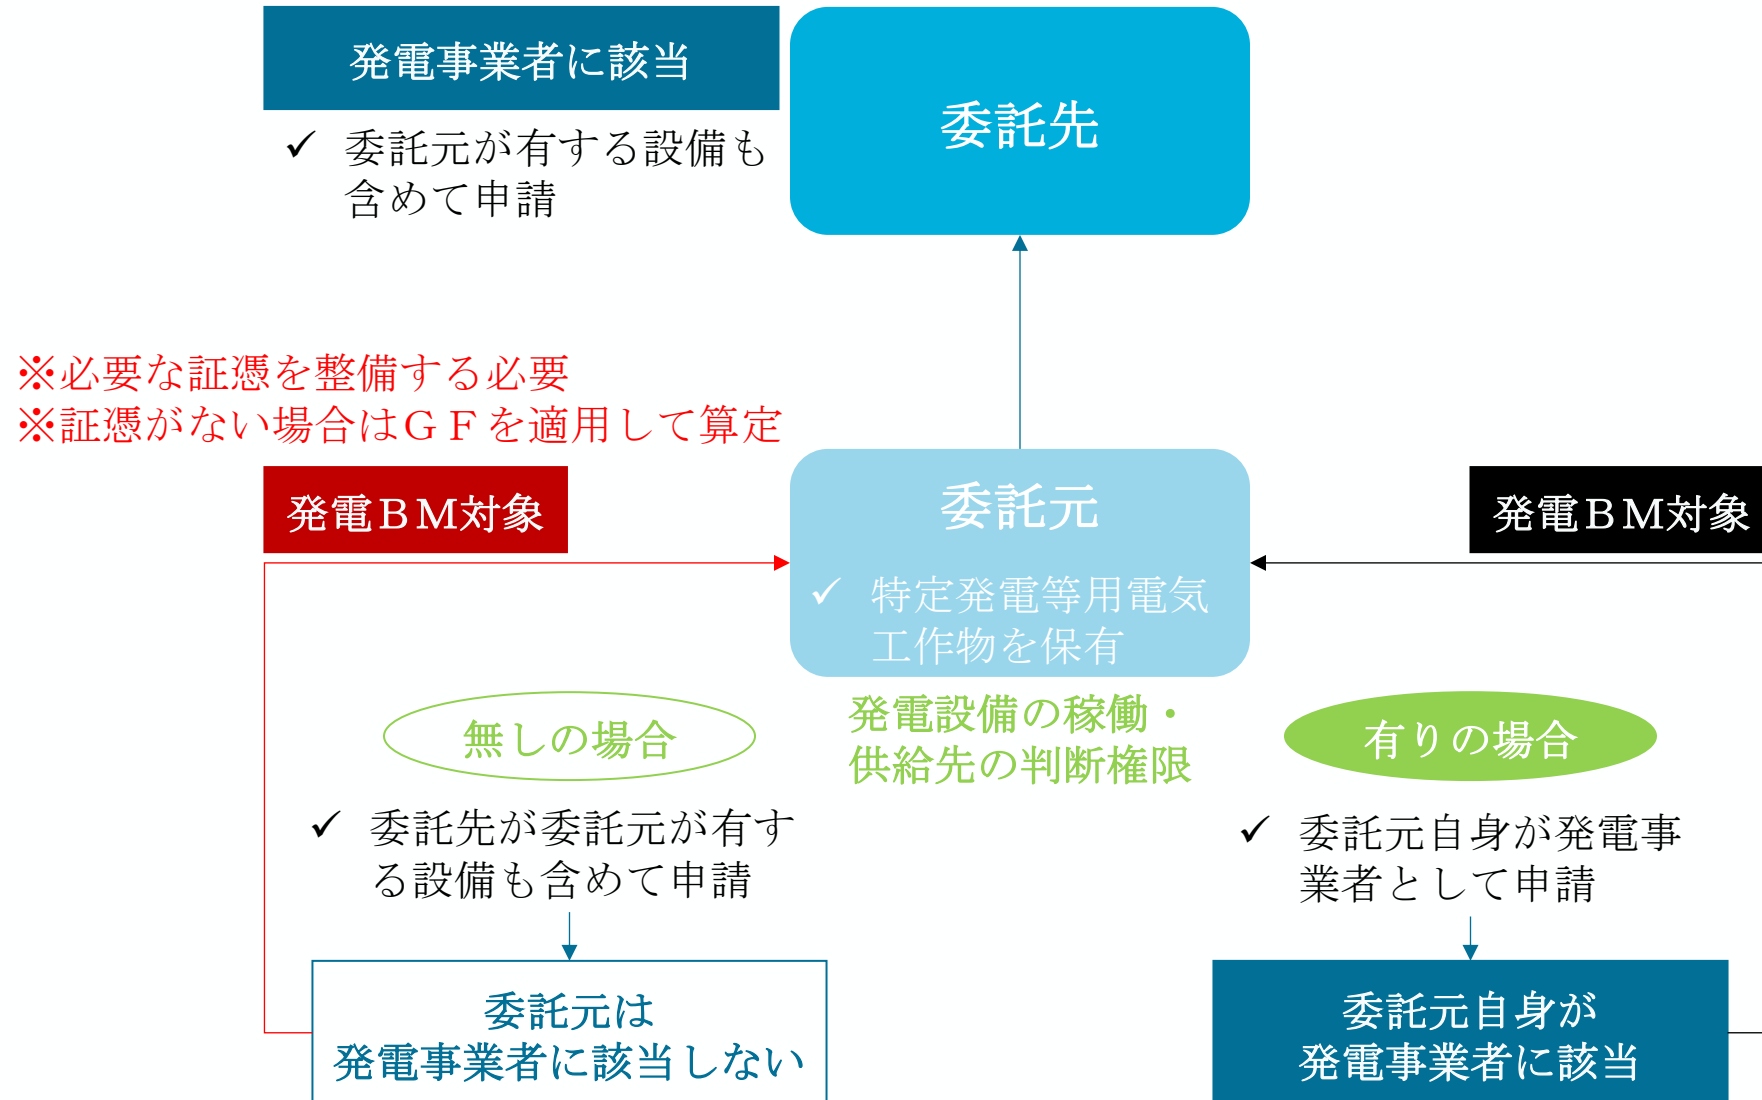 発電事業者に該当
✓ 委託元が有する設備も
含めて申請
委託先
※必要な証憑を整備する必要
※証憑がない場合はＧＦを適用して算定
発電ＢＭ対象
委託元
✓ 特定発電等用電気
工作物を保有
発電ＢＭ対象
無しの場合
発電設備の稼働・
供給先の判断権限
有りの場合
✓ 委託先が委託元が有す
る設備も含めて申請
✓ 委託元自身が発電事
業者として申請
委託元は
発電事業者に該当しない
委託元自身が
発電事業者に該当